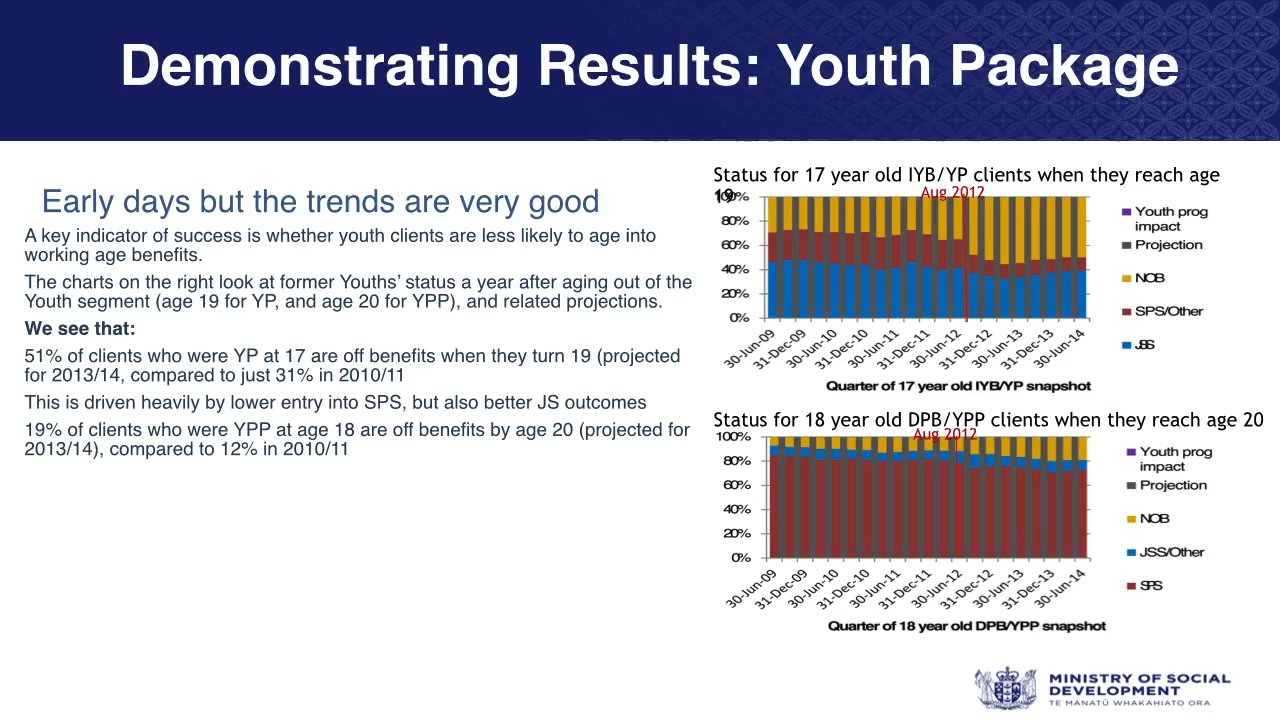 Demonstrating Results: Youth Package
Early days but the trends are very good
A key indicator of success is whether youth clients are less likely to age into
working age benefits.
The charts on the right look at former Youths’ status a year after aging out of the
Youth segment (age 19 for YP, and age 20 for YPP), and related projections.
We see that:
51% of clients who were YP at 17 are off benefits when they turn 19 (projected
for 2013/14, compared to just 31% in 2010/11
This is driven heavily by lower entry into SPS, but also better JS outcomes
19% of clients who were YPP at age 18 are off benefits by age 20 (projected for
2013/14), compared to 12% in 2010/11
Status for 17 year old IYB/YP clients when they reach age
19
Aug 2012
100%
80%
60%
40%
20%
0%
30-Jun-09
31-Dec-09
30-Jun-10
31-Dec-10
30-Jun-11
31-Dec-11
30-Jun-12
31-Dec-12
30-Jun-13
31-Dec-13
30-Jun-14
Quarter of 17 year old IYB/YP snapshot
Youth prog
impact
Projection
NOB
SPS/Other
JSS
Status for 18 year old DPB/YPP clients when they reach age 20
Aug 2012
100%
80%
60%
40%
20%
0%
30-Jun-09
31-Dec-09
30-Jun-10
31-Dec-10
30-Jun-11
31-Dec-11
30-Jun-12
31-Dec-12
30-Jun-13
31-Dec-13
30-Jun-14
Quarter of 18 year old DPB/YPP snapshot
Youth prog
impact
Projection
NOB
JSS/Other
SPS
MINISTRY OF SOCIAL
DEVELOPMENT
TE MANATŪ WHAKAHIATO ORA